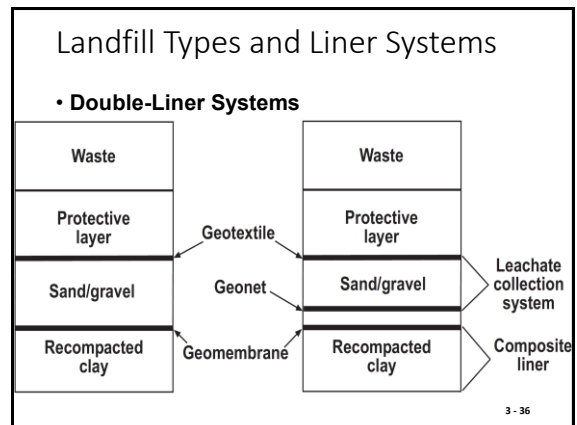 Landfill Types and Liner Systems
• Double-Liner Systems
Waste
Protective
layer
Sand/gravel
Recompacted
clay
Geotextile
Geonet
Geomembrane
Waste
Protective
layer
Sand/gravel
Recompacted
clay
Leachate
collection
system
Composite
liner
3 - 36